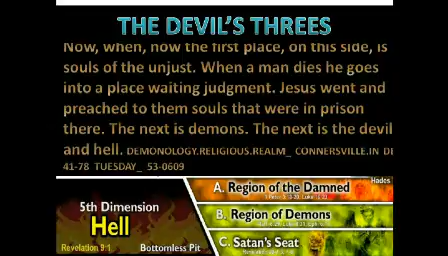 THE DEVIL'S THREES
Now, when, now the first place, on this side, is
souls of the unjust. When a man dies he goes
into a place waiting judgment. Jesus went and
preached to them souls that were in prison
there. The next is demons. The next is the devil
and hell. DEMONOLOGY.RELIGIOUS.REALM_ CONNERSVILLE.IN DI
41-78 TUESDAY_ 53-0609
5th Dimension
Hell
Revelation 9:1
Bottomless Pit
Hades
A. Region of the Damned
B. Region of Demons
C. Satan's Seat